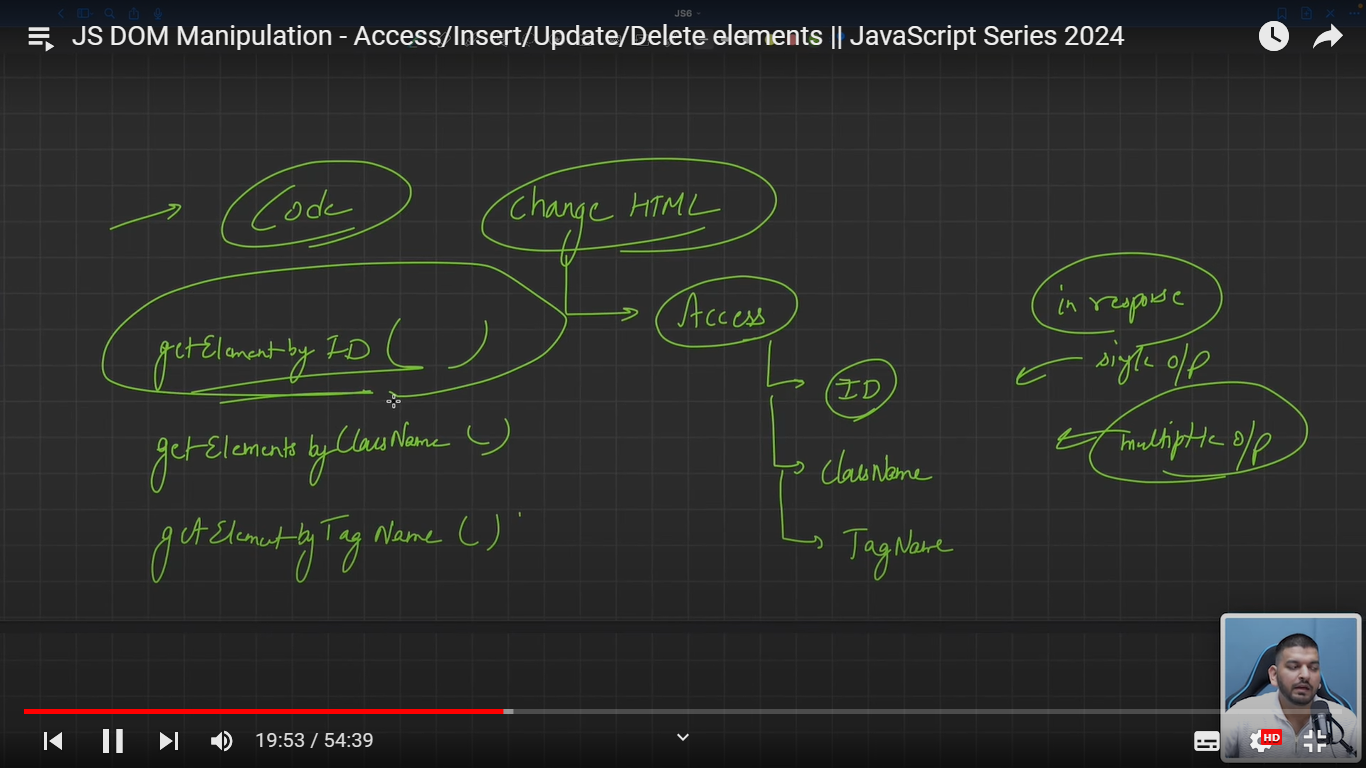 JS6
JS DOM Manipulation - Access/Insert/Update/Delete elements || JavaScript Series 2024
Code
Change HTML
Access
in response
getElement by ID ( )
single o/p
ID
getElements by ClassName ( )
multiple o/p
ClassName
getElement by Tag Name ( )
TagName
19:53 / 54:39
HD